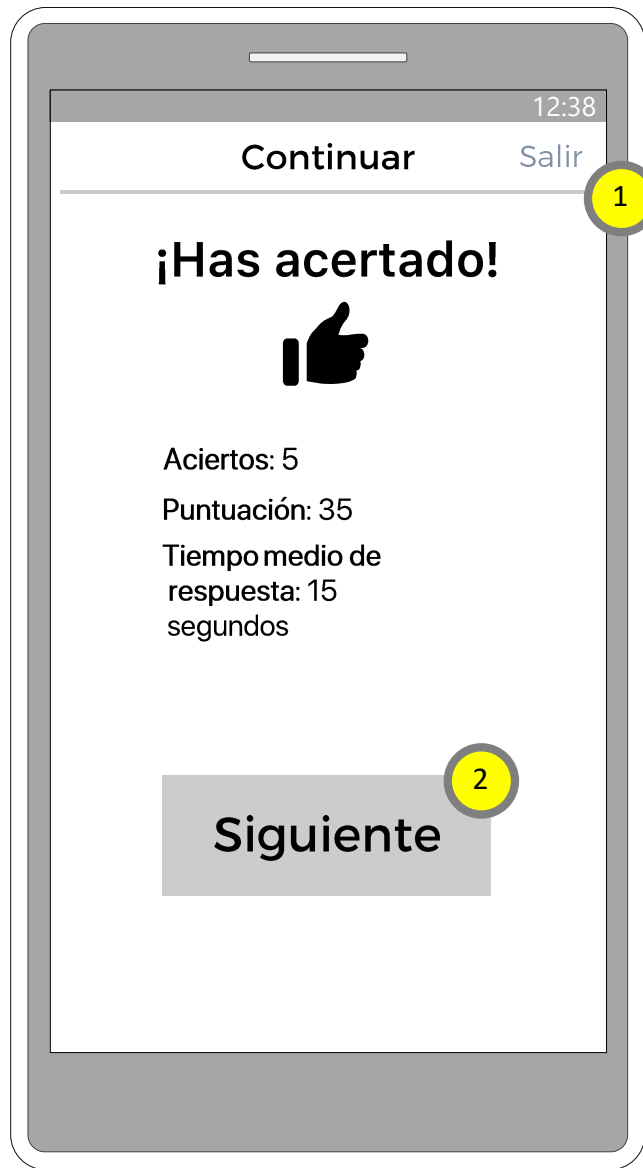 12:38
Continuar
Salir
1
¡Has acertado!
Aciertos: 5
Puntuación: 35
Tiempo medio de
respuesta: 15
segundos
2
Siguiente